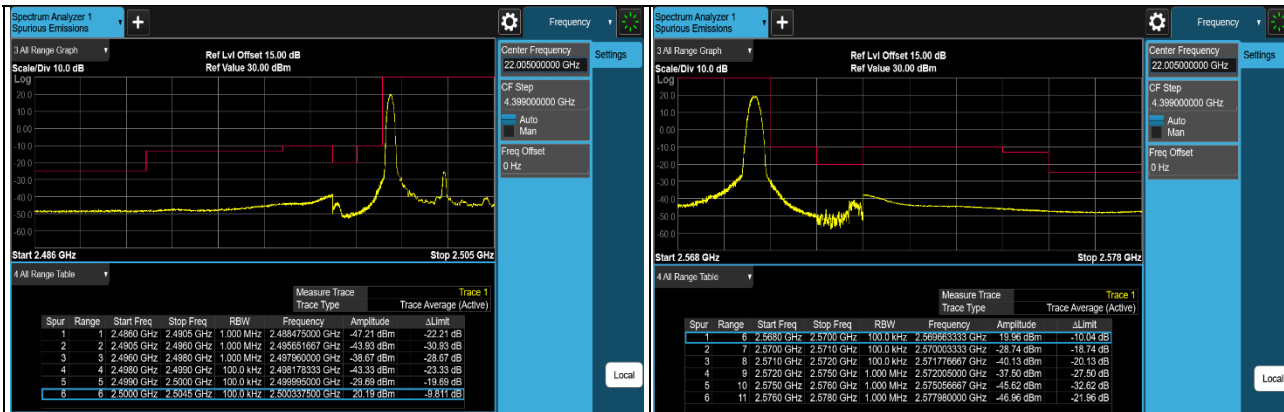 Spectrum Analyzer 1
Spurious Emissions
Frequency
3 All Range Graph
Ref Lvl Offset 15.00 dB
Scale/Div 10.0 dB
Ref Value 30.00 dBm
Log
20.0
10.0
0.00
-10.0
-20.0
-30.0
-40.0
-50.0
-60.0
Start 2.486 GHz
Stop 2.505 GHz
Center Frequency
22.005000000 GHz
Settings
CF Step
4.399000000 GHz
Auto
Man
Freq Offset
0 Hz
Local
4 All Range Table
Measure Trace Trace 1
Trace Type Trace Average (Active)
Spur Range Start Freq Stop Freq RBW Frequency Amplitude ΔLimit
1 1 2.4860 GHz 2.4905 GHz 1.000 MHz 2.488475000 GHz -47.21 dBm -22.21 dB
2 2 2.4905 GHz 2.4960 GHz 1.000 MHz 2.495651667 GHz -43.93 dBm -30.93 dB
3 3 2.4960 GHz 2.4980 GHz 1.000 MHz 2.497960000 GHz -38.67 dBm -28.67 dB
4 4 2.4980 GHz 2.4990 GHz 100.0 kHz 2.498178333 GHz -43.33 dBm -23.33 dB
5 5 2.4990 GHz 2.5000 GHz 100.0 kHz 2.499995000 GHz -29.69 dBm -19.69 dB
6 6 2.5000 GHz 2.5045 GHz 100.0 kHz 2.500337500 GHz 20.19 dBm -9.811 dB
Spectrum Analyzer 1
Spurious Emissions
Frequency
3 All Range Graph
Ref Lvl Offset 15.00 dB
Scale/Div 10.0 dB
Ref Value 30.00 dBm
Log
20.0
10.0
0.00
-10.0
-20.0
-30.0
-40.0
-50.0
-60.0
Start 2.568 GHz
Stop 2.578 GHz
Center Frequency
22.005000000 GHz
Settings
CF Step
4.399000000 GHz
Auto
Man
Freq Offset
0 Hz
Local
4 All Range Table
Measure Trace Trace 1
Trace Type Trace Average (Active)
Spur Range Start Freq Stop Freq RBW Frequency Amplitude ΔLimit
1 6 2.5680 GHz 2.5700 GHz 100.0 kHz 2.569663333 GHz 19.96 dBm -10.04 dB
2 7 2.5700 GHz 2.5710 GHz 100.0 kHz 2.570003333 GHz -28.74 dBm -18.74 dB
3 8 2.5710 GHz 2.5720 GHz 100.0 kHz 2.571776667 GHz -40.13 dBm -20.13 dB
4 9 2.5720 GHz 2.5750 GHz 1.000 MHz 2.572005000 GHz -37.50 dBm -27.50 dB
5 10 2.5750 GHz 2.5760 GHz 1.000 MHz 2.575056667 GHz -45.62 dBm -32.62 dB
6 11 2.5760 GHz 2.5780 GHz 1.000 MHz 2.577980000 GHz -46.96 dBm -21.96 dB